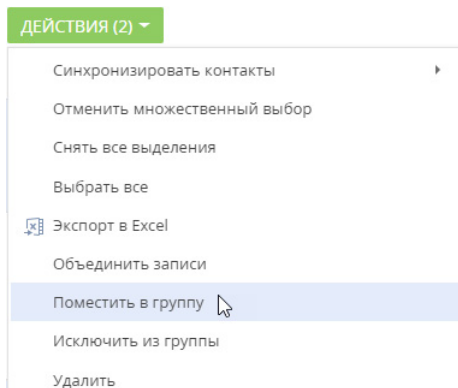 ДЕЙСТВИЯ (2)
Синхронизировать контакты
Отменить множественный выбор
Снять все выделения
Выбрать все
Экспорт в Excel
Объединить записи
Поместить в группу
Исключить из группы
Удалить